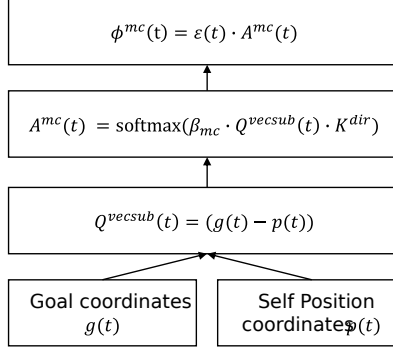 ϕ^{mc}(t) = ε(t) · A^{mc}(t)
A^{mc}(t) = softmax(β_{mc} · Q^{vecsub}(t) · K^{dir})
Q^{vecsub}(t) = (g(t) − p(t))
Goal coordinates
g(t)
Self Position
coordinates p(t)